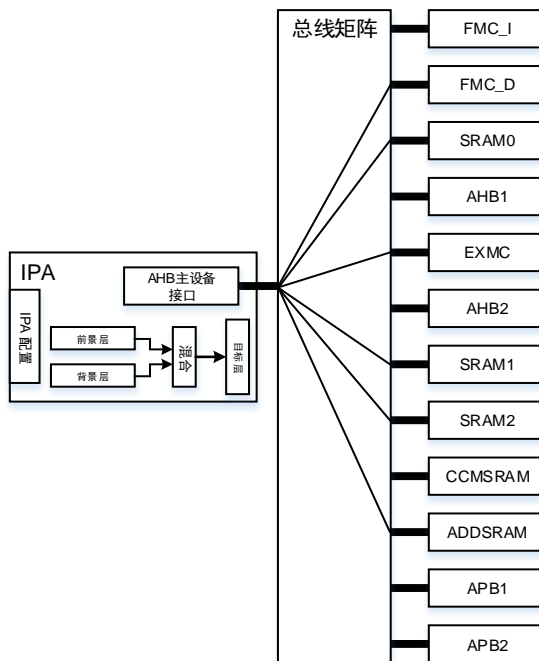 总线矩阵
FMC_I
FMC_D
SRAM0
AHB1
EXMC
AHB2
SRAM1
SRAM2
CCMSRAM
ADDSRAM
APB1
APB2
IPA
AHB主设备
接口
IPA 配置
前景层
背景层
混合
目标层